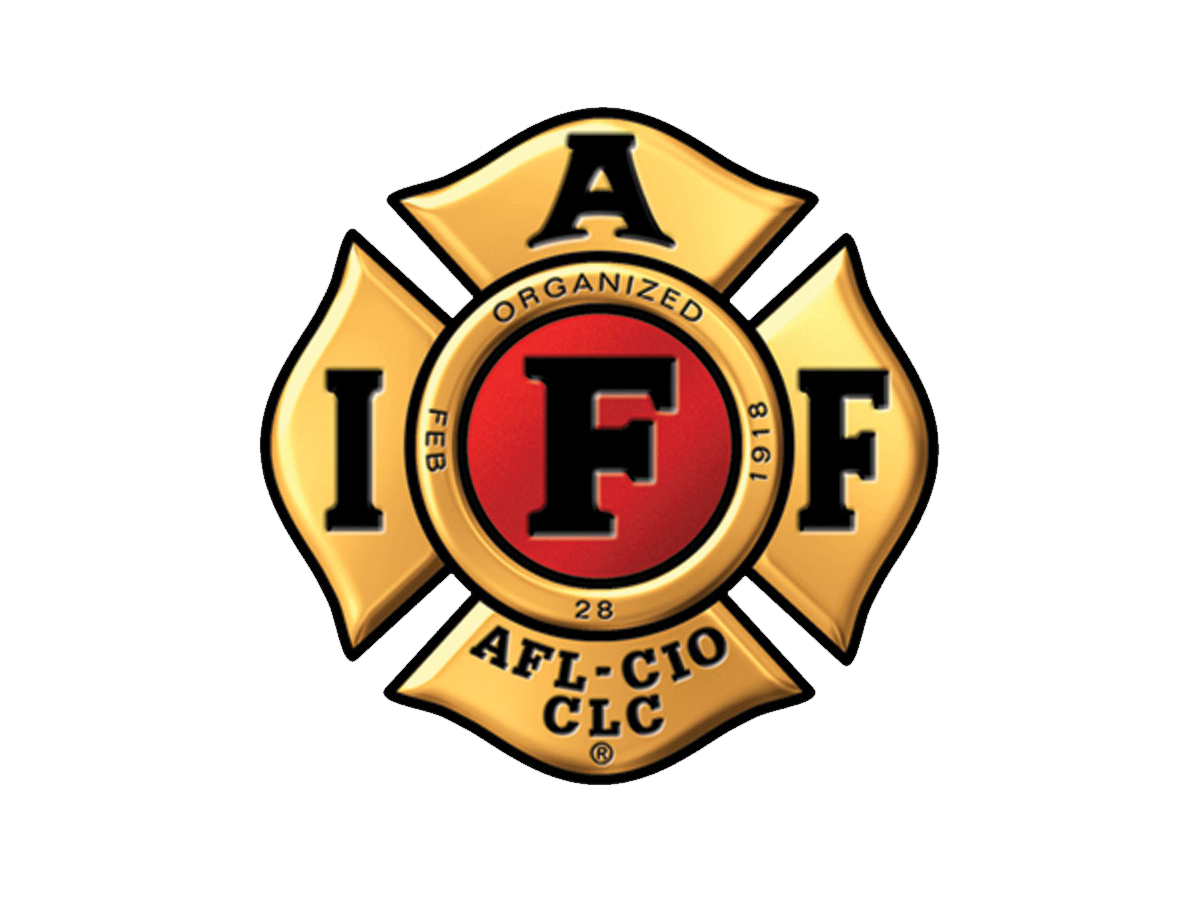 A
ORGANIZED
I F F
FEB 1918
28
AFL-CIO
CLC
®